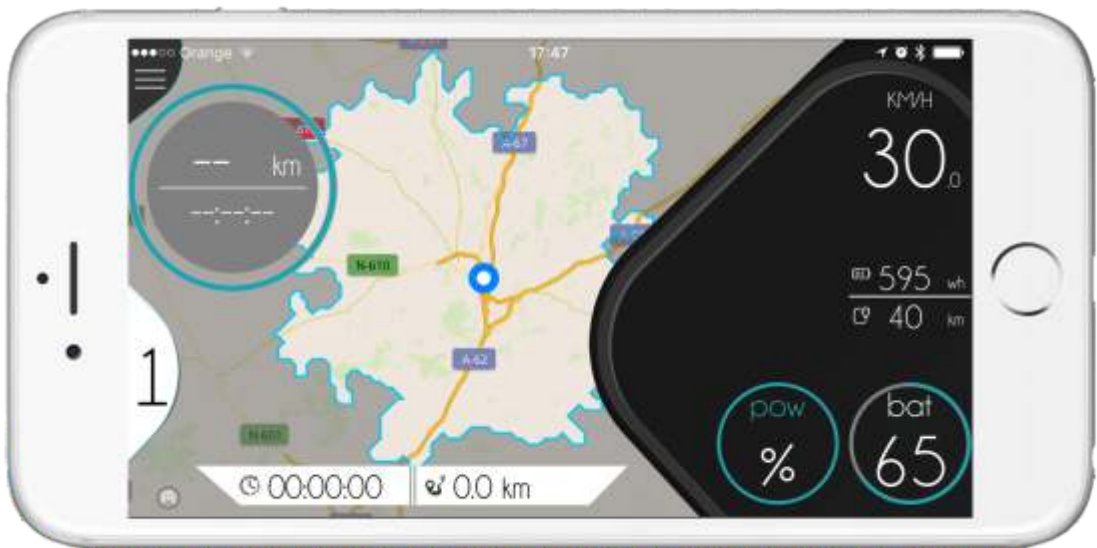 Orange
17:47
KM/H
30.0
-- km
--:--:--
A-67
N-610
595 wh
40 km
1
A-62
pow
%
bat
65
00:00:00
0.0 km